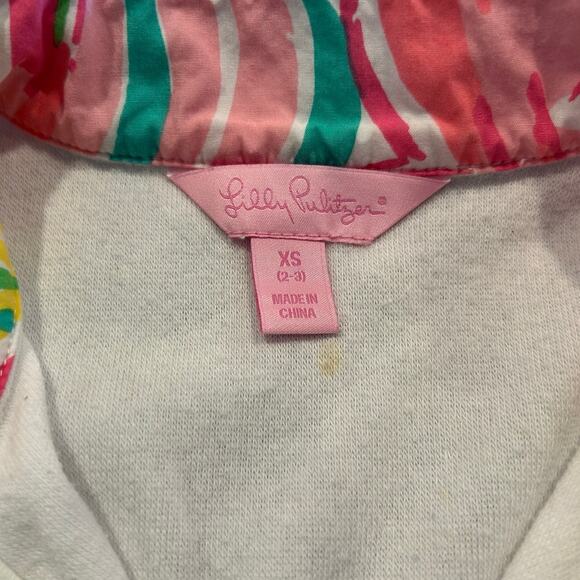 Lilly Pulitzer®
XS
(2-3)
MADE IN
CHINA